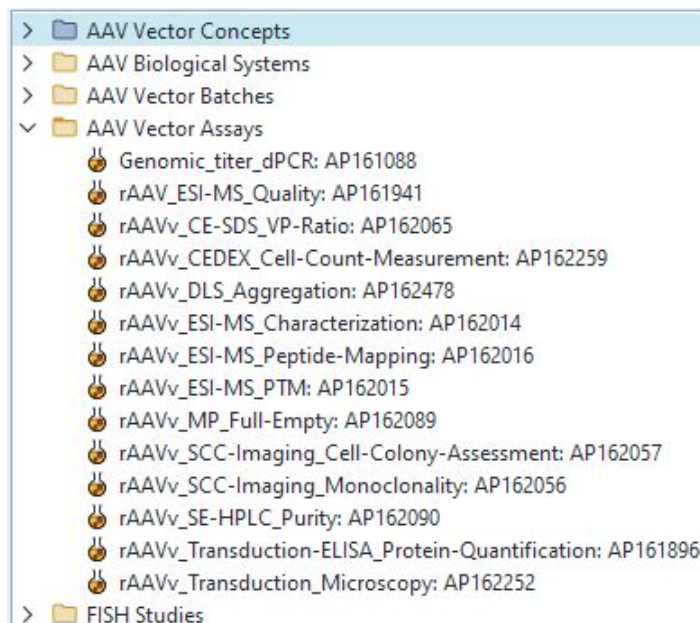 AAV Vector Concepts
AAV Biological Systems
AAV Vector Batches
AAV Vector Assays
Genomic_titer_dPCR: AP161088
rAAV_ESI-MS_Quality: AP161941
rAAVv_CE-SDS_VP-Ratio: AP162065
rAAVv_CEDEX_Cell-Count-Measurement: AP162259
rAAVv_DLS_Aggregation: AP162478
rAAVv_ESI-MS_Characterization: AP162014
rAAVv_ESI-MS_Peptide-Mapping: AP162016
rAAVv_ESI-MS_PTM: AP162015
rAAVv_MP_Full-Empty: AP162089
rAAVv_SCC-Imaging_Cell-Colony-Assessment: AP162057
rAAVv_SCC-Imaging_Monoclonality: AP162056
rAAVv_SE-HPLC_Purity: AP162090
rAAVv_Transduction-ELISA_Protein-Quantification: AP161896
rAAVv_Transduction_Microscopy: AP162252
FISH Studies